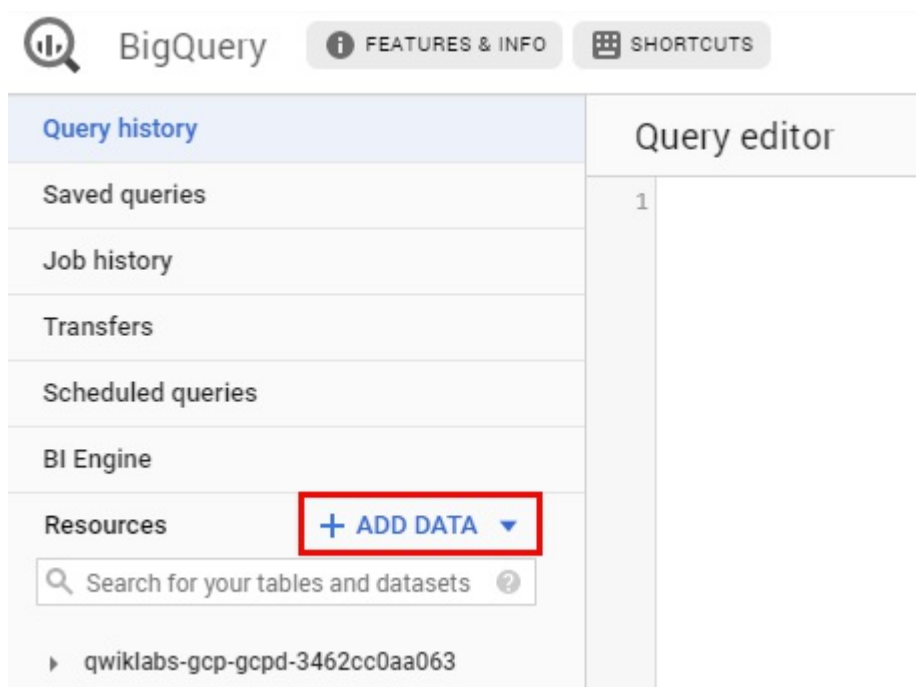 BigQuery FEATURES & INFO SHORTCUTS
Query history
Query editor
Saved queries
1
Job history
Transfers
Scheduled queries
BI Engine
Resources + ADD DATA
Search for your tables and datasets
qwiklabs-gcp-gcpd-3462cc0aa063